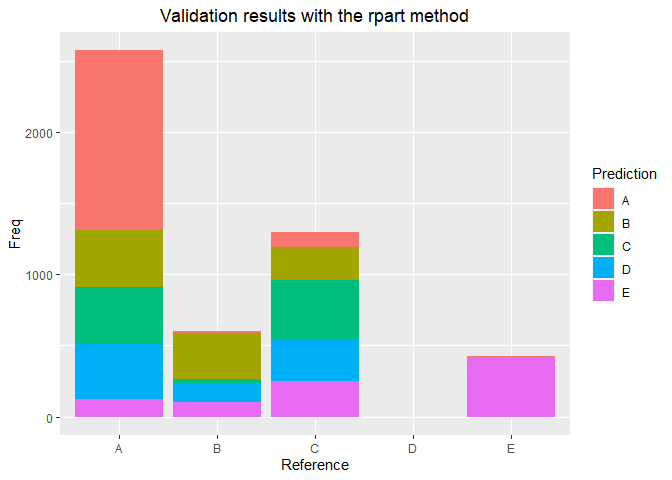 Validation results with the rpart method
Freq
2000
1000
0
A B C D E
Reference
Prediction
A
B
C
D
E